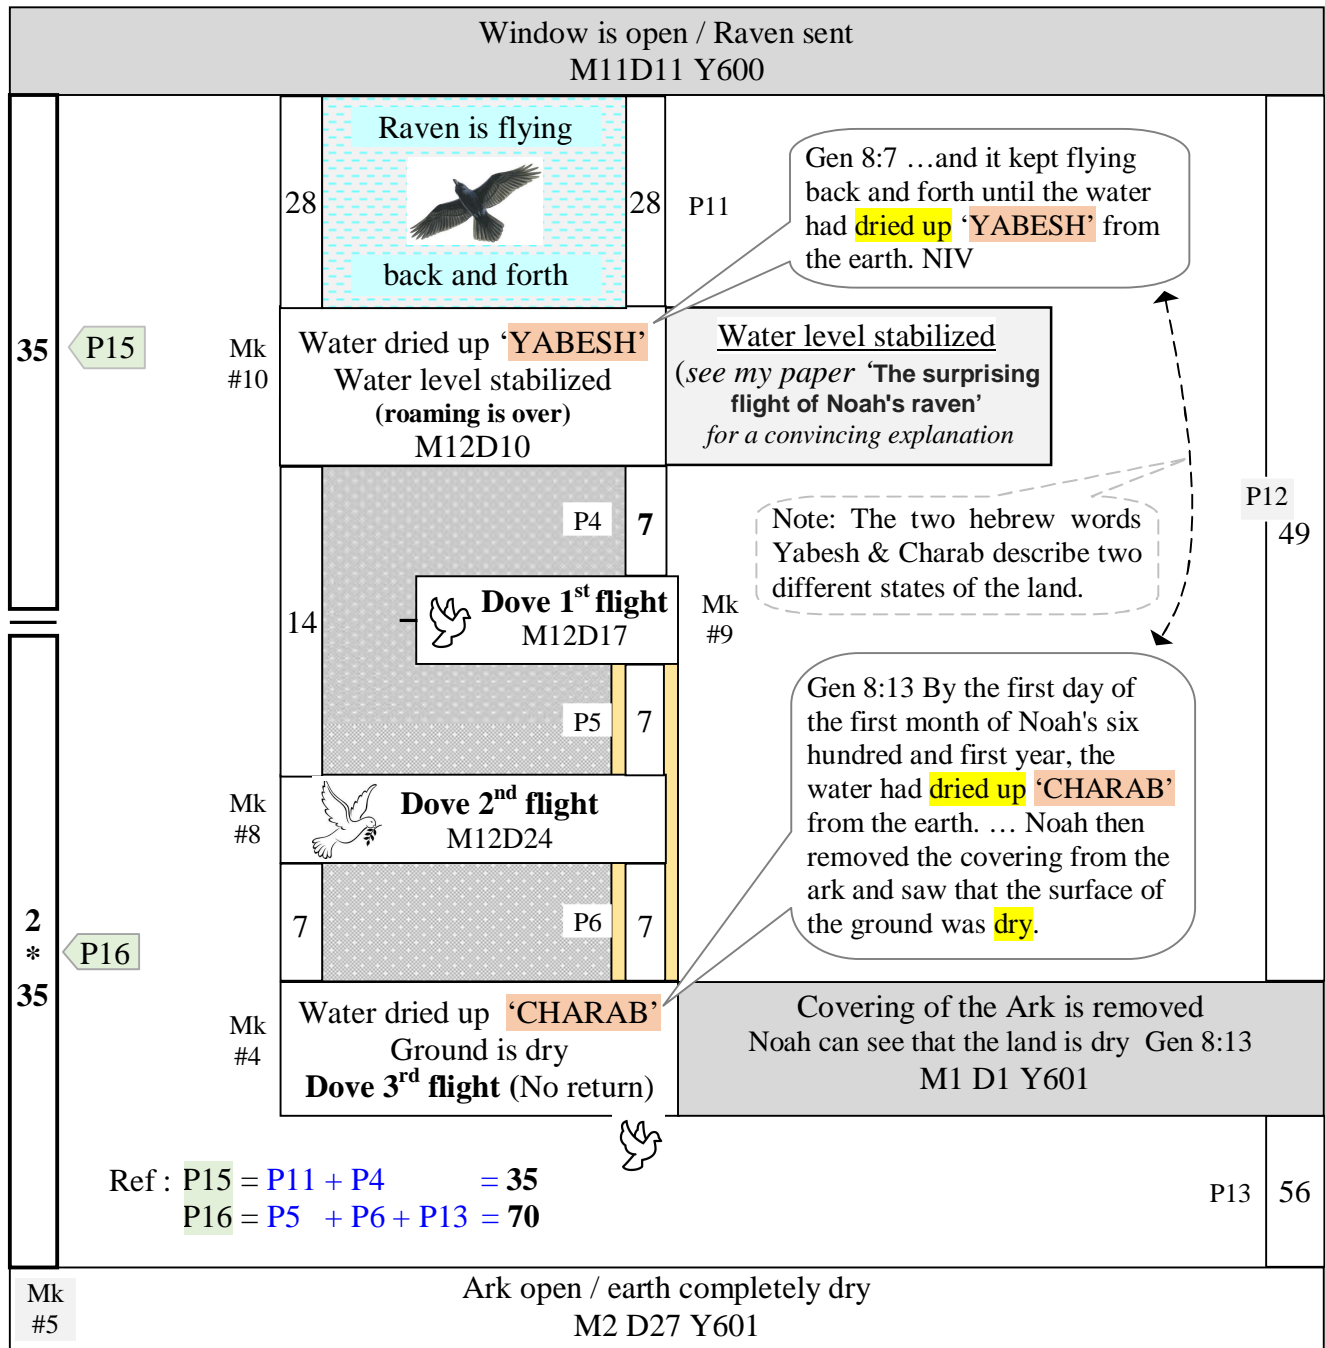 Window is open / Raven sent
M11D11 Y600
Raven is flying
28
28
P11
back and forth
Gen 8:7 …and it kept flying
back and forth until the water
had dried up ‘YABESH’ from
the earth. NIV
35
P15
Mk
#10
Water dried up ‘YABESH’
Water level stabilized
(roaming is over)
M12D10
Water level stabilized
(see my paper ‘The surprising
flight of Noah's raven’
for a convincing explanation
P12
49
P4
7
14
Dove 1st flight
M12D17
Mk
#9
Note: The two hebrew words
Yabesh & Charab describe two
different states of the land.
P5
7
Mk
#8
Dove 2nd flight
M12D24
Gen 8:13 By the first day of
the first month of Noah's six
hundred and first year, the
water had dried up ‘CHARAB’
from the earth. … Noah then
removed the covering from the
ark and saw that the surface of
the ground was dry.
2
*
35
P16
7
P6
7
Mk
#4
Water dried up ‘CHARAB’
Ground is dry
Dove 3rd flight (No return)
Covering of the Ark is removed
Noah can see that the land is dry Gen 8:13
M1 D1 Y601
Ref : P15 = P11 + P4 = 35
P16 = P5 + P6 + P13 = 70
P13
56
Mk
#5
Ark open / earth completely dry
M2 D27 Y601